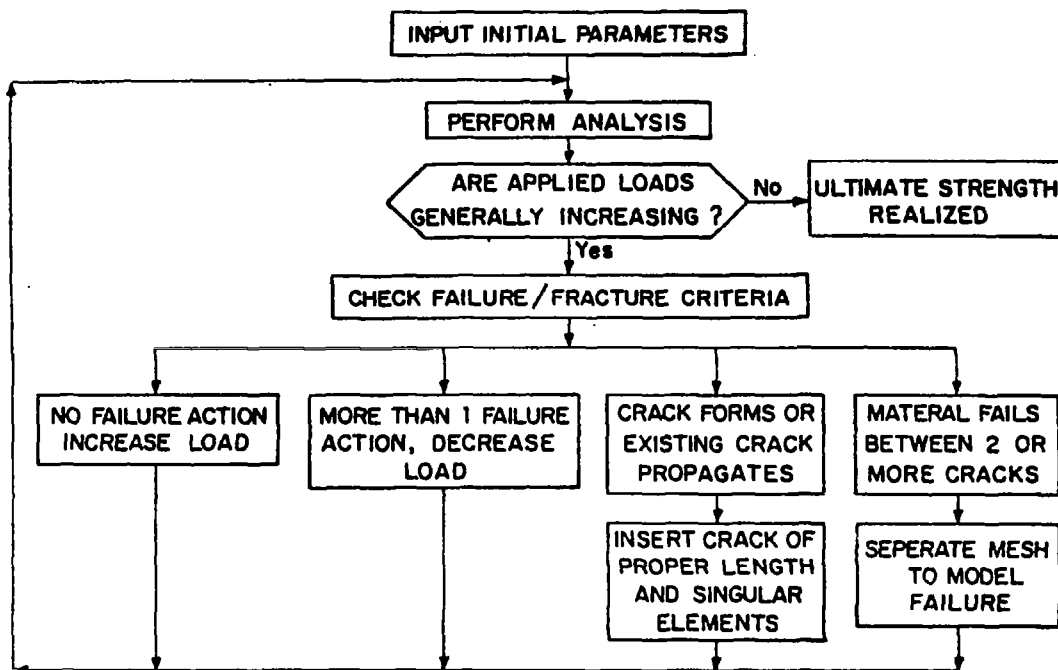 INPUT INITIAL PARAMETERS
PERFORM ANALYSIS
ARE APPLIED LOADS
GENERALLY INCREASING ?
No
ULTIMATE STRENGTH
REALIZED
Yes
CHECK FAILURE/FRACTURE CRITERIA
NO FAILURE ACTION
INCREASE LOAD
MORE THAN 1 FAILURE
ACTION, DECREASE
LOAD
CRACK FORMS OR
EXISTING CRACK
PROPAGATES
MATERAL FAILS
BETWEEN 2 OR
MORE CRACKS
INSERT CRACK OF
PROPER LENGTH
AND SINGULAR
ELEMENTS
SEPERATE MESH
TO MODEL
FAILURE